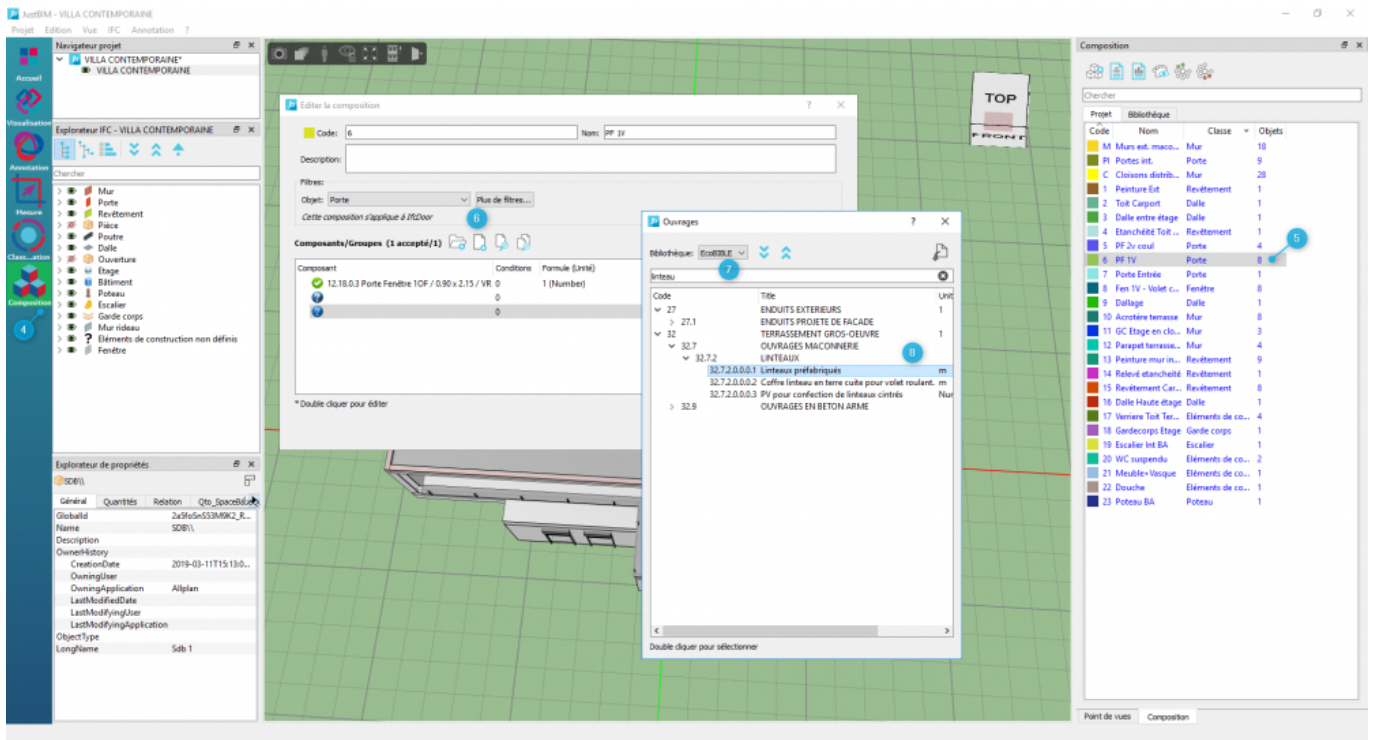 JustBIM - VILLA CONTEMPORAINE
Projet Edition Vue IFC Annotation ?
Accueil
Visualisation
Annotation
Mesure
Class...ation
Composition
4
Navigateur projet
VILLA CONTEMPORAINE*
VILLA CONTEMPORAINE
Explorateur IFC - VILLA CONTEMPORAINE
Chercher
Mur
Porte
Revêtement
Pièce
Poutre
Dalle
Ouverture
Etage
Bâtiment
Poteau
Escalier
Garde corps
Mur rideau
? Eléments de construction non définis
Fenêtre
Explorateur de propriétés
SDB\\
Général Quantités Relation
GlobalId
Name SDB\\
Description
OwnerHistory
CreationDate 2019-03-11T15:13:0...
OwningUser
OwningApplication Allplan
LastModifiedDate
LastModifyingUser
LastModifyingApplication
ObjectType
LongName Sdb 1
TOP
FRONT
Editer la composition ?
Code: 6 Nom: PF 1V
Description:
Filtres:
Objet: Porte Plus de filtres...
Cette composition s'applique à IfcDoor
6
Composants/Groupes (1 accepté/1)
Composant Conditions Formule (Unité)
12.18.0.3 Porte Fenêtre 1OF / 0.90 x 2.15 / VR 0 1 (Number)
? 0
? 0
* Double cliquer pour éditer
Ouvrages ?
Bibliothèque: EcoBIBLE
7
linteau
Code Title Unit
27 ENDUITS EXTERIEURS 1
27.1 ENDUITS PROJETE DE FACADE
32 TERRASSEMENT GROS-OEUVRE 1
32.7 OUVRAGES MACONNERIE
8
32.7.2 LINTEAUX
32.7.2.0.0.0.1 Linteaux préfabriqués m
32.7.2.0.0.0.2 Coffre linteau en terre cuite pour volet roulant. m
32.7.2.0.0.0.3 PV pour confection de linteaux cintrés Nur
32.9 OUVRAGES EN BETON ARME
Double cliquer pour sélectionner
Composition
Chercher
Projet Bibliothèque
Code Nom Classe Objets
M Murs ext. maco... Mur 18
PI Portes int. Porte 9
C Cloisons distrib... Mur 28
1 Peinture Ext Revêtement 1
2 Toit Carport Dalle 1
3 Dalle entre étage Dalle 1
4 Etanchéité Toit ... Revêtement 1
5 PF 2v coul Porte 4
5
6 PF 1V Porte 8
7 Porte Entrée Porte 1
8 Fen 1V - Volet c... Fenêtre 8
9 Dallage Dalle 1
10 Acrotère terrasse Mur 8
11 GC Etage en clo... Mur 3
12 Parapet terrasse... Mur 4
13 Peinture mur in... Revêtement 9
14 Relevé etancheité Revêtement 1
15 Revêtement Car... Revêtement 8
16 Dalle Haute étage Dalle 1
17 Verriere Toit Ter... Eléments de co... 4
18 Gardecorps Etage Garde corps 1
19 Escalier Int BA Escalier 1
20 WC suspendu Eléments de co... 2
21 Meuble+Vasque Eléments de co... 1
22 Douche Eléments de co... 1
23 Poteau BA Poteau 1
Point de vues Composition